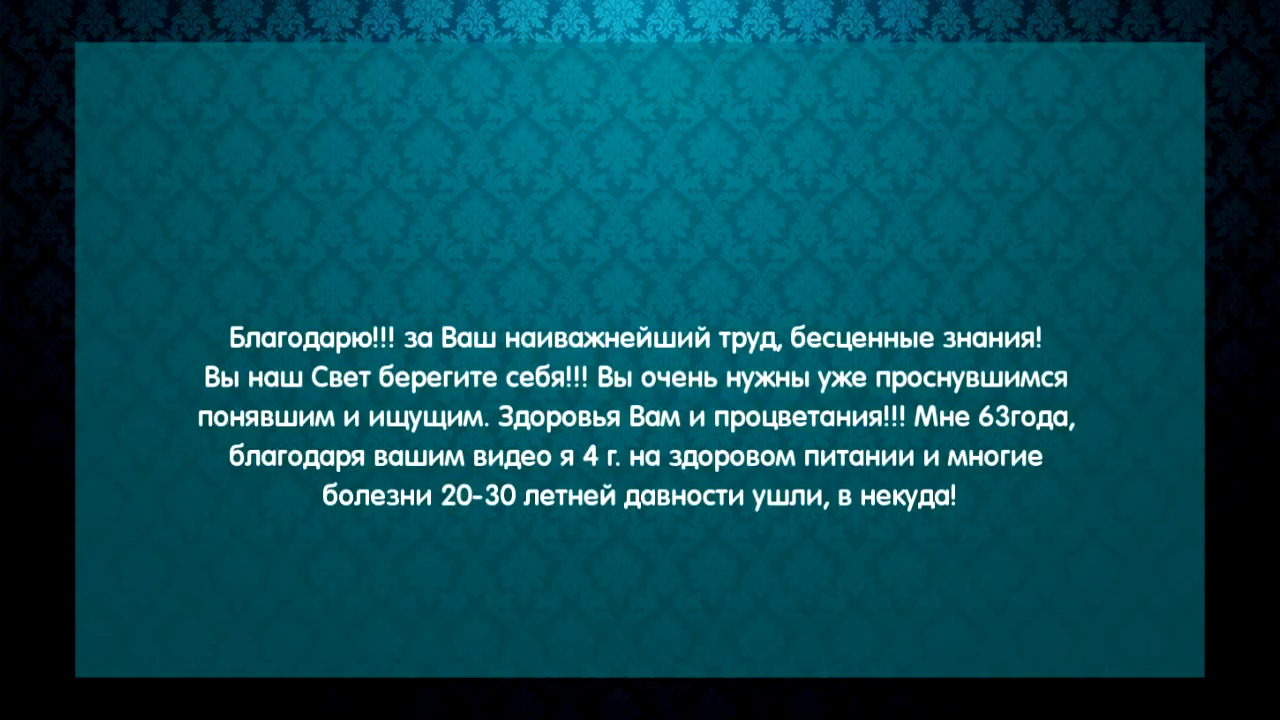 Благодарю!!! за Ваш наиважнейший труд, бесценные знания!
Вы наш Свет берегите себя!!! Вы очень нужны уже проснувшимся
понявшим и ищущим. Здоровья Вам и процветания!!! Мне 63года,
благодаря вашим видео я 4 г. на здоровом питании и многие
болезни 20-30 летней давности ушли, в некуда!